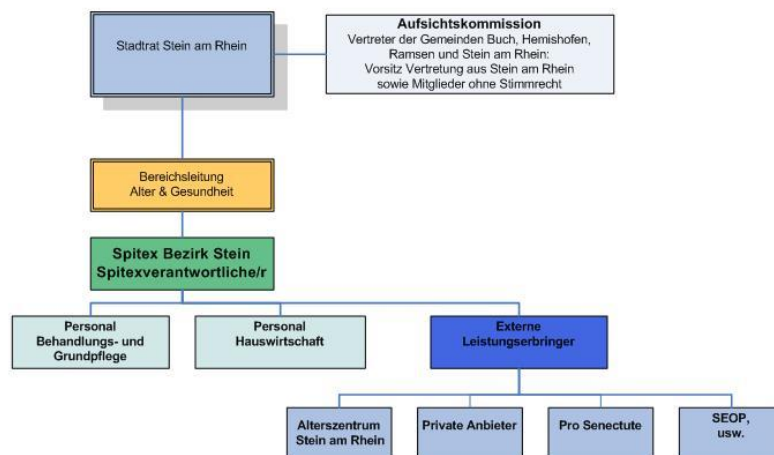 Stadtrat Stein am Rhein
Aufsichtskommission
Vertreter der Gemeinden Buch, Hemishofen,
Ramsen und Stein am Rhein:
Vorsitz Vertretung aus Stein am Rhein
sowie Mitglieder ohne Stimmrecht
Bereichsleitung
Alter & Gesundheit
Spitex Bezirk Stein
Spitexverantwortliche/r
Personal
Behandlungs- und
Grundpflege
Personal
Hauswirtschaft
Externe
Leistungserbringer
Alterszentrum
Stein am Rhein
Private Anbieter
Pro Senectute
SEOP,
usw.